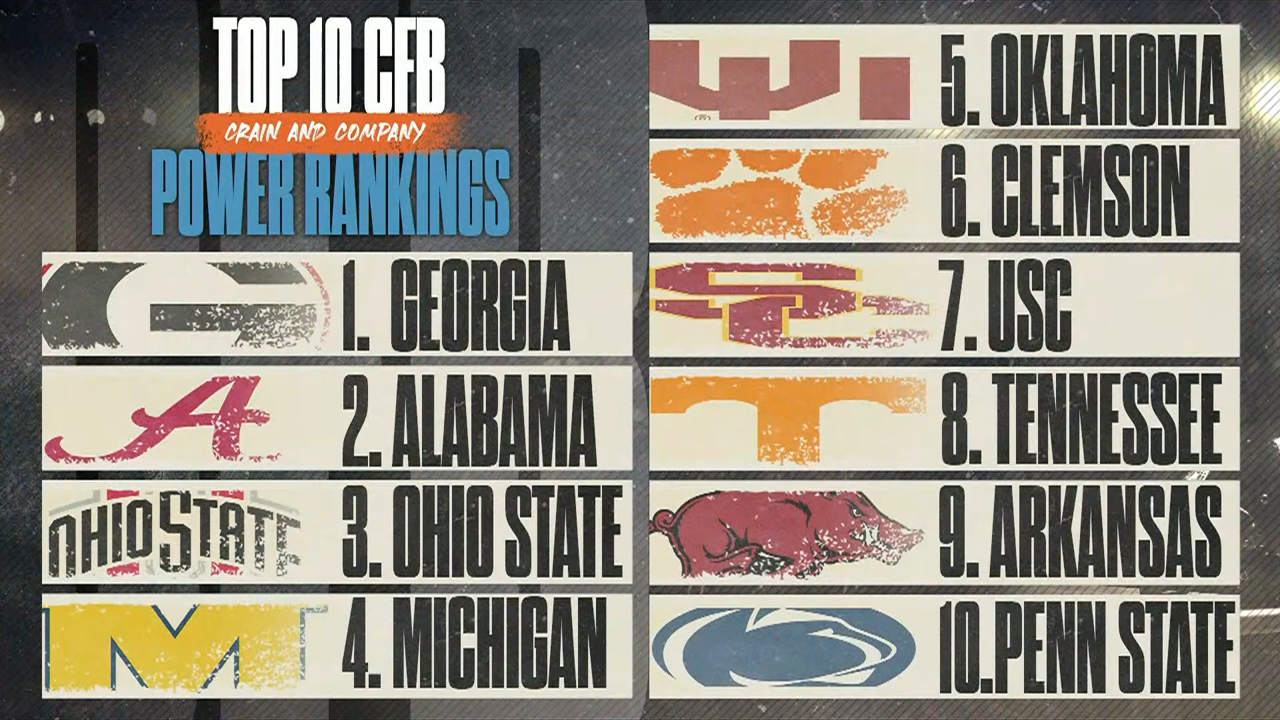 TOP 10 CFB
CRAIN AND COMPANY
POWER RANKINGS
1. GEORGIA
2. ALABAMA
OHIO STATE
3. OHIO STATE
4. MICHIGAN
5. OKLAHOMA
6. CLEMSON
7. USC
8. TENNESSEE
9. ARKANSAS
10. PENN STATE